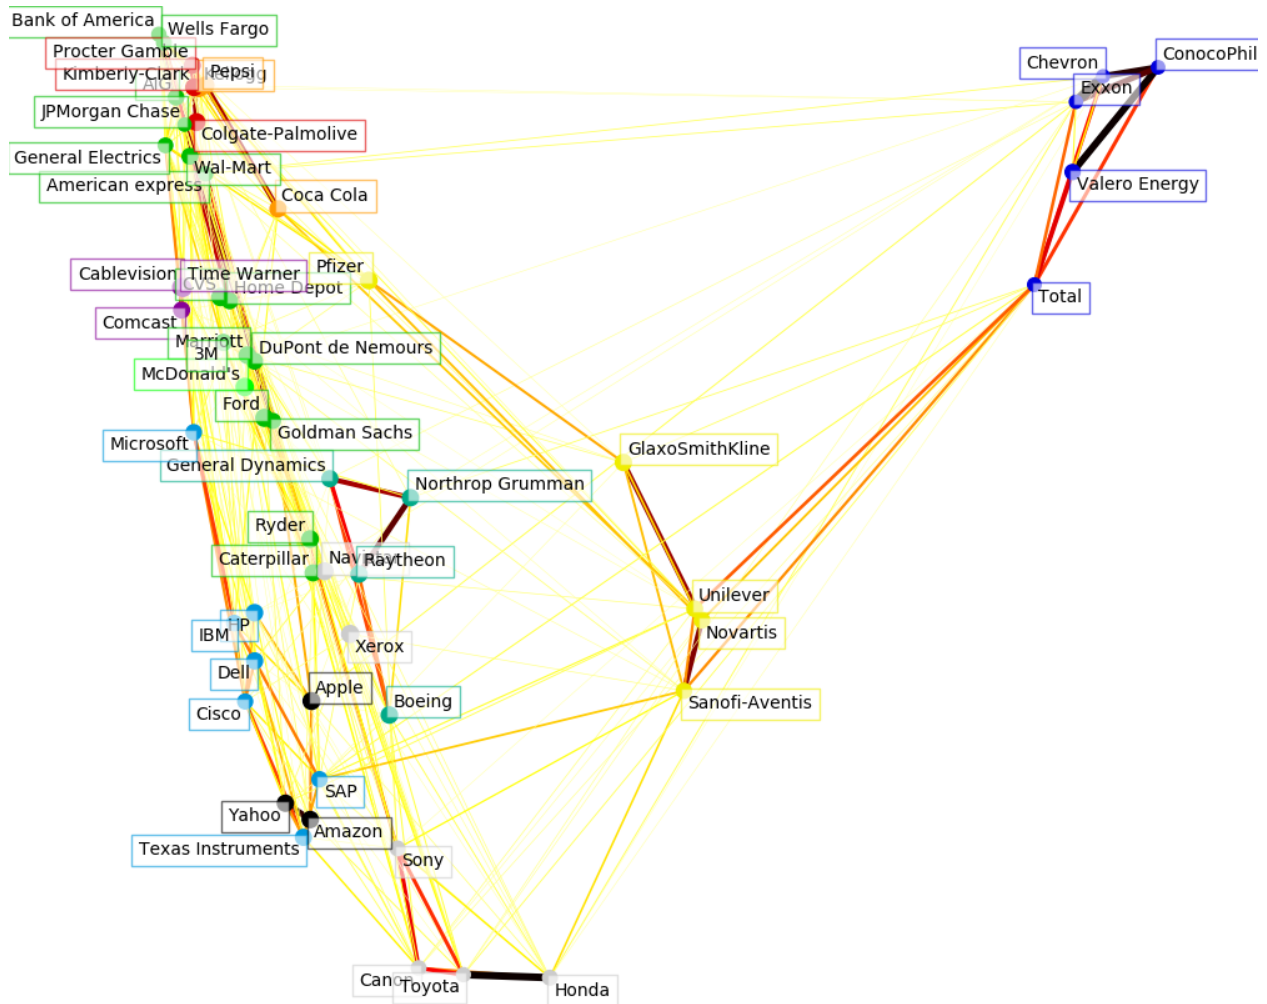 Bank of America
Wells Fargo
Procter Gamble
Kimberly-Clark
Pepsi
AIG
JPMorgan Chase
Colgate-Palmolive
General Electrics
Wal-Mart
American express
Coca Cola
Chevron
ConocoPhil
Exxon
Valero Energy
Total
Pfizer
Cablevision
Time Warner
CVS
Home Depot
Comcast
Marriott
3M
DuPont de Nemours
McDonald's
Ford
Goldman Sachs
Microsoft
General Dynamics
Northrop Grumman
GlaxoSmithKline
Ryder
Caterpillar
Raytheon
Unilever
Novartis
IBM
HP
Xerox
Dell
Apple
Boeing
Sanofi-Aventis
Cisco
SAP
Yahoo
Amazon
Texas Instruments
Sony
Canon
Toyota
Honda